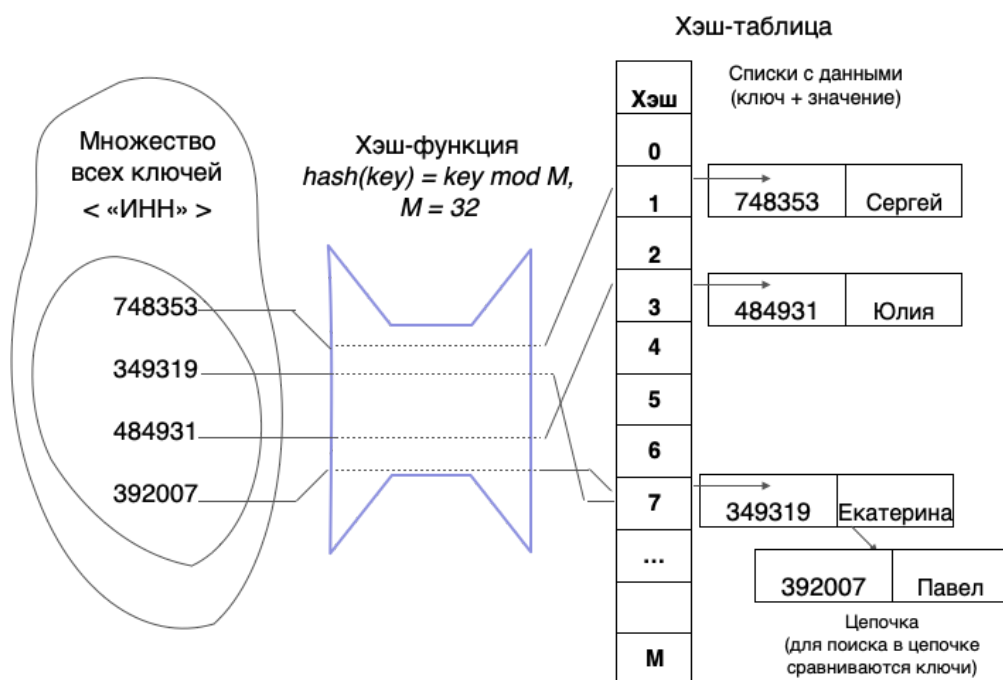 Хэш-таблица
Множество
всех ключей
< «ИНН» >
748353
349319
484931
392007
Хэш-функция
hash(key) = key mod M,
M = 32
Хэш
0
1
2
3
4
5
6
7
...
M
Списки с данными
(ключ + значение)
748353 Сергей
484931 Юлия
349319 Екатерина
392007 Павел
Цепочка
(для поиска в цепочке
сравниваются ключи)